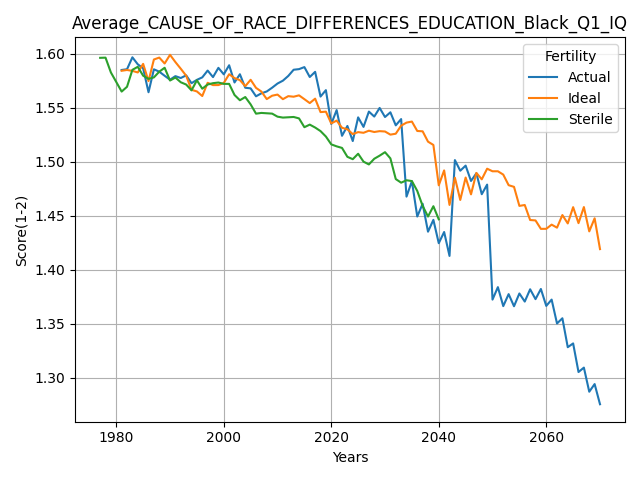 Average_CAUSE_OF_RACE_DIFFERENCES_EDUCATION_Black_Q1_IQ
Fertility
Actual
Ideal
Sterile
Score(1-2)
1.60
1.55
1.50
1.45
1.40
1.35
1.30
1980
2000
2020
2040
2060
Years